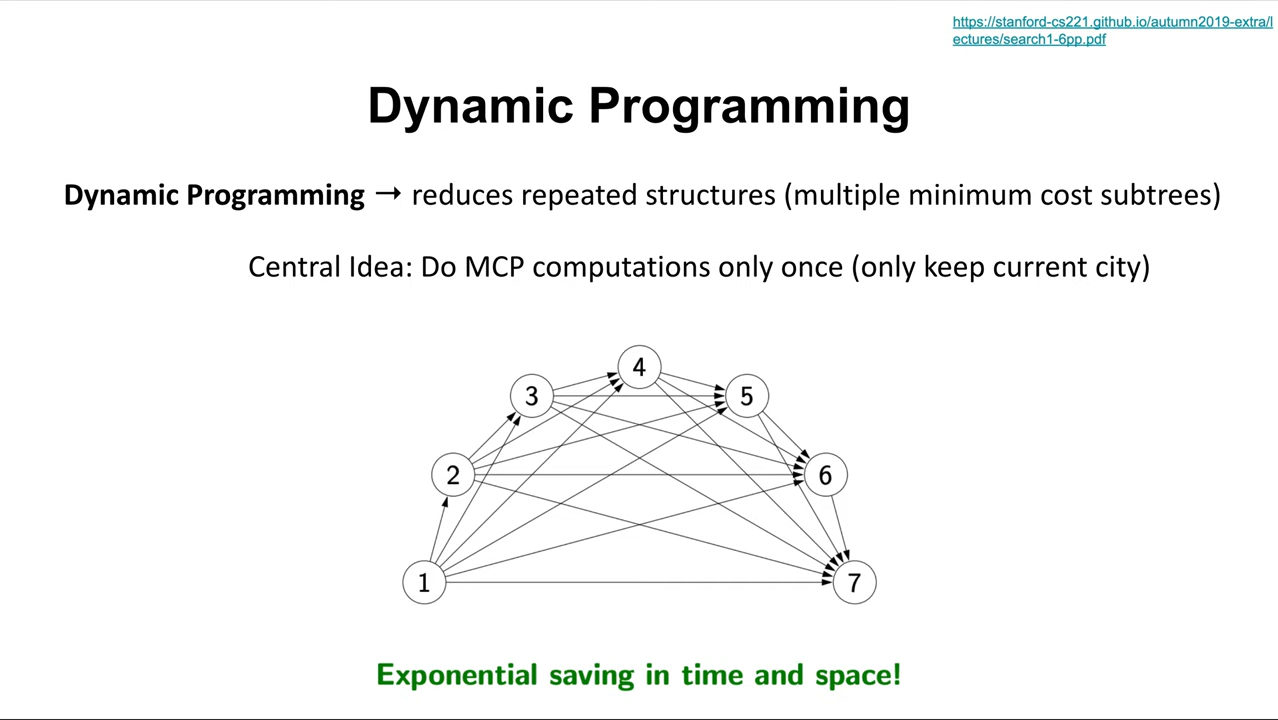 https://stanford-cs221.github.io/autumn2019-extra/l
ectures/search1-6pp.pdf
Dynamic Programming
Dynamic Programming → reduces repeated structures (multiple minimum cost subtrees)
Central Idea: Do MCP computations only once (only keep current city)
4
3
5
2
6
1
7
Exponential saving in time and space!